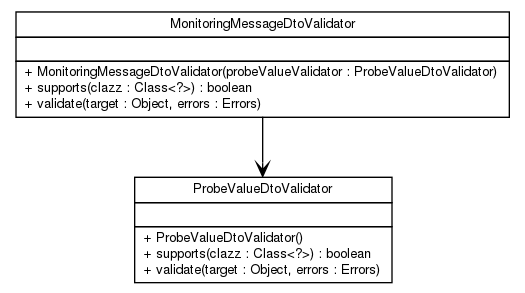 MonitoringMessageDtoValidator
+ MonitoringMessageDtoValidator(probeValueValidator : ProbeValueDtoValidator)
+ supports(clazz : Class<?>) : boolean
+ validate(target : Object, errors : Errors)
ProbeValueDtoValidator
+ ProbeValueDtoValidator()
+ supports(clazz : Class<?>) : boolean
+ validate(target : Object, errors : Errors)